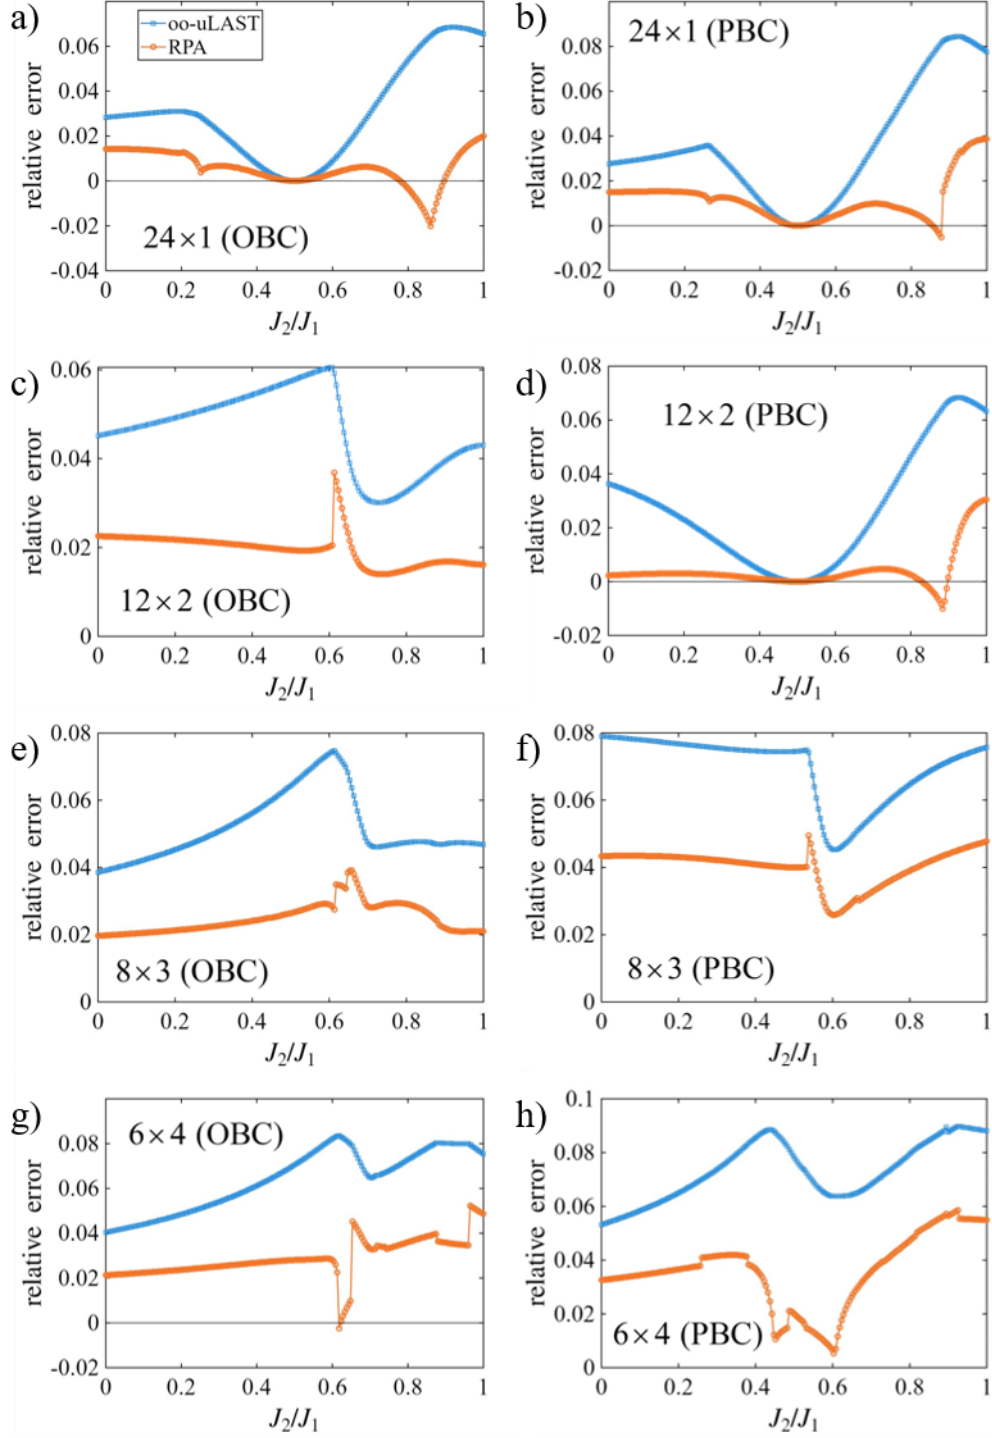 a)
oo-uLAST
RPA
relative error
0.06
0.04
0.02
0
-0.02
-0.04
24×1 (OBC)
0 0.2 0.4 0.6 0.8 1
J2/J1
b)
24×1 (PBC)
relative error
0.08
0.06
0.04
0.02
0
-0.02
0 0.2 0.4 0.6 0.8 1
J2/J1
c)
relative error
0.06
0.04
0.02
0
12×2 (OBC)
0 0.2 0.4 0.6 0.8 1
J2/J1
d)
12×2 (PBC)
relative error
0.08
0.06
0.04
0.02
0
-0.02
0 0.2 0.4 0.6 0.8 1
J2/J1
e)
relative error
0.08
0.06
0.04
0.02
0
8×3 (OBC)
0 0.2 0.4 0.6 0.8 1
J2/J1
f)
relative error
0.08
0.06
0.04
0.02
0
8×3 (PBC)
0 0.2 0.4 0.6 0.8 1
J2/J1
g)
6×4 (OBC)
relative error
0.08
0.06
0.04
0.02
0
-0.02
0 0.2 0.4 0.6 0.8 1
J2/J1
h)
relative error
0.1
0.08
0.06
0.04
0.02
0
6×4 (PBC)
0 0.2 0.4 0.6 0.8 1
J2/J1